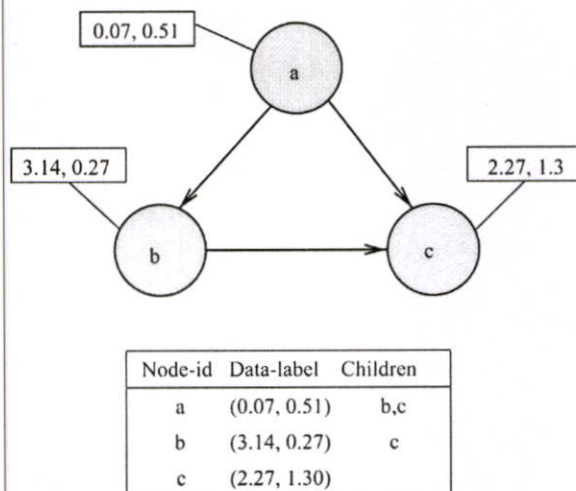 0.07, 0.51
a
3.14, 0.27
2.27, 1.3
b
c
Node-id Data-label Children
a (0.07, 0.51) b,c
b (3.14, 0.27) c
c (2.27, 1.30)